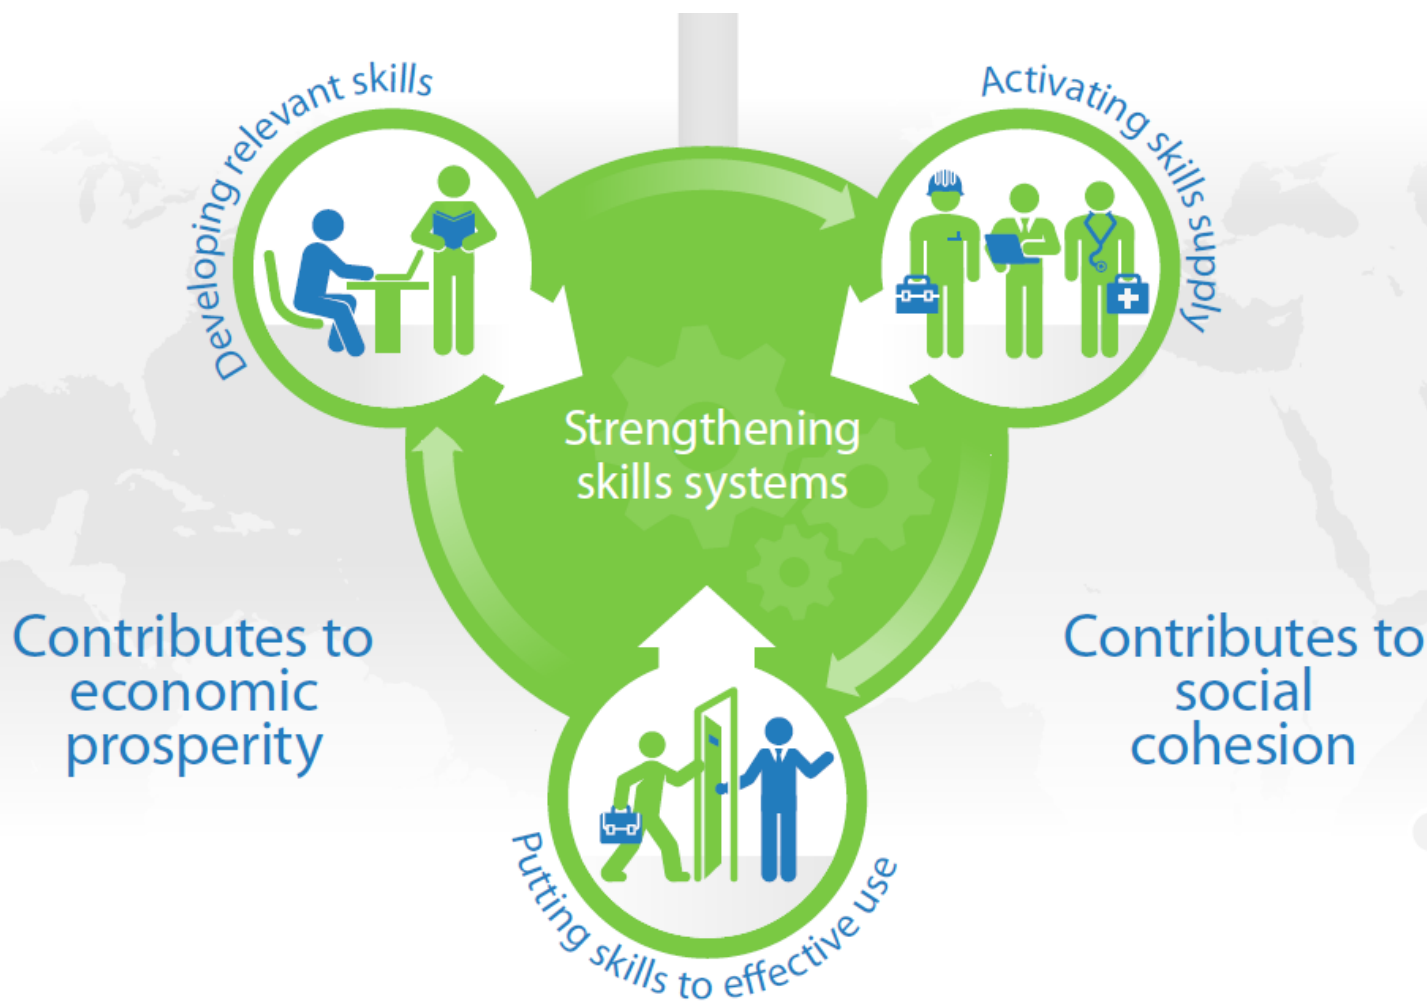 Developing relevant skills
Activating skills supply
Strengthening
skills systems
Contributes to
economic
prosperity
Contributes to
social
cohesion
Putting skills to effective use